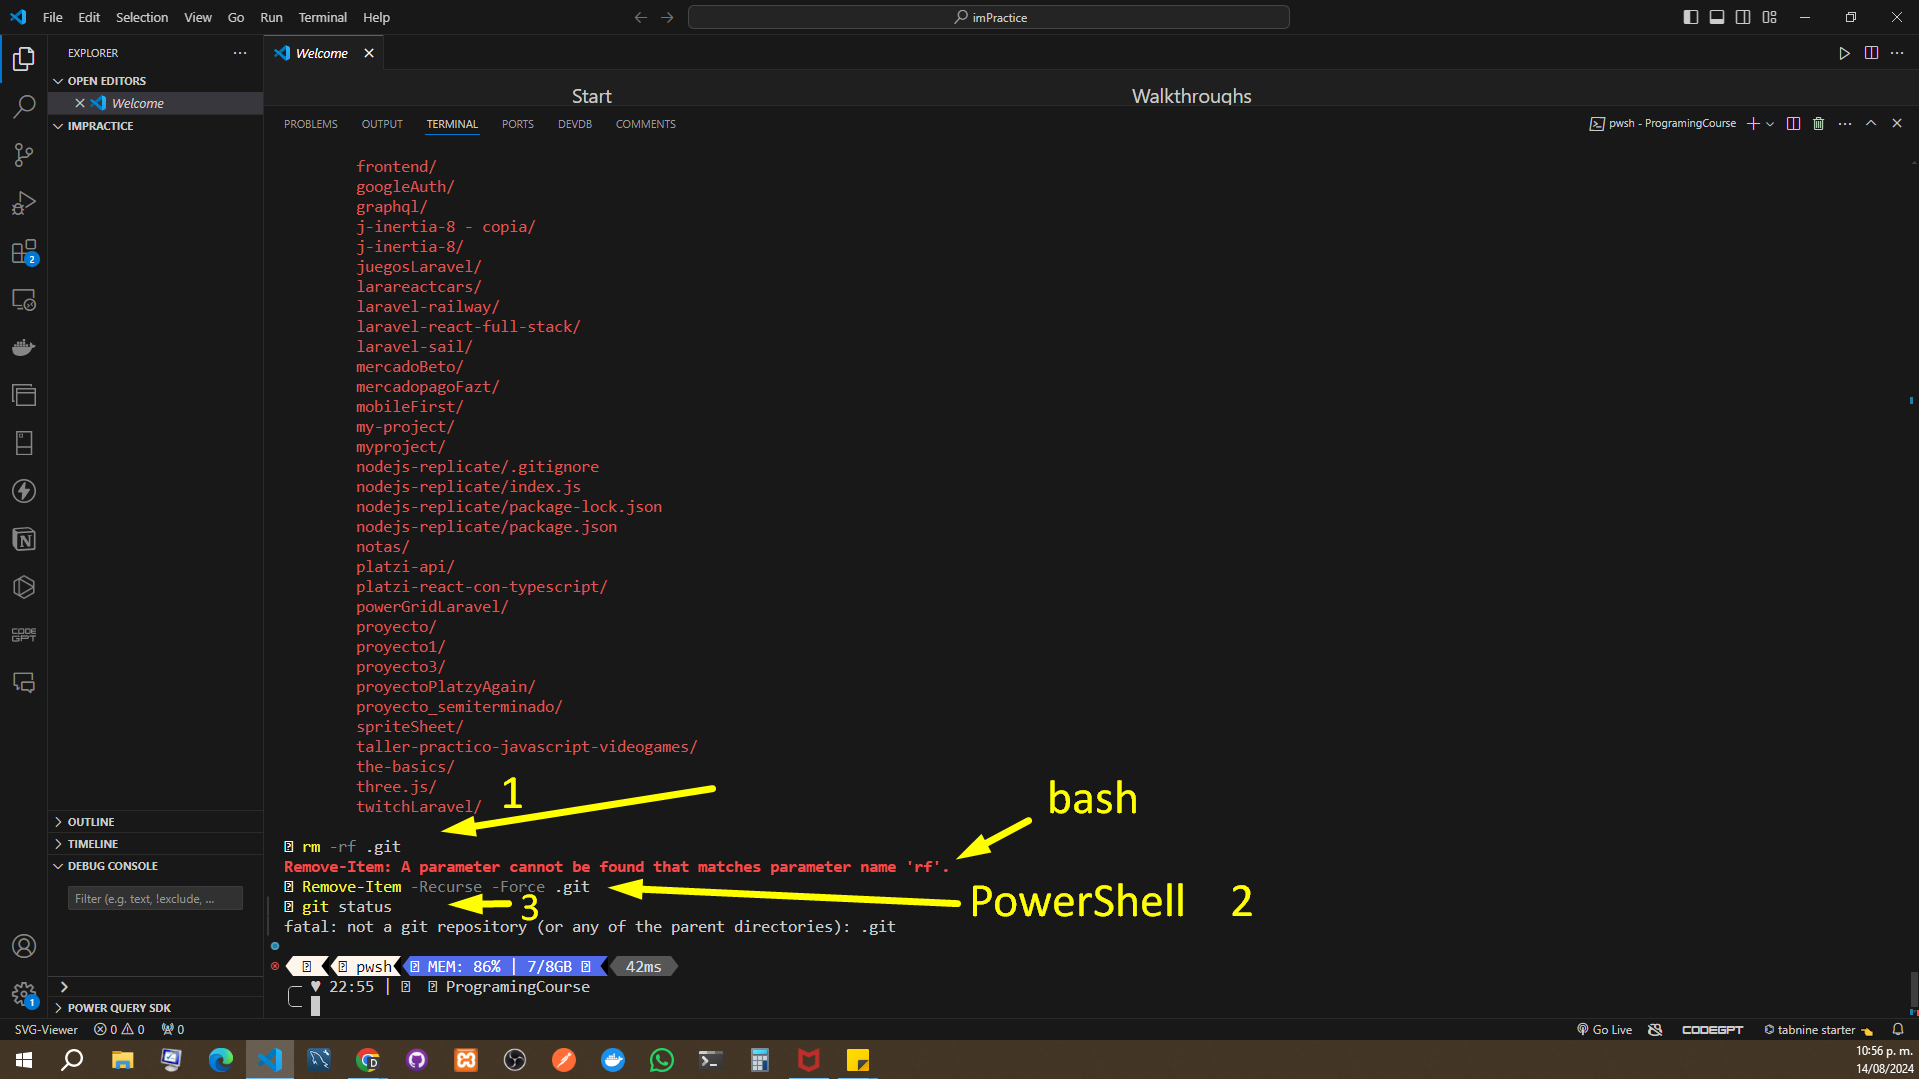 File Edit Selection View Go Run Terminal Help
imPractice
EXPLORER
OPEN EDITORS
Welcome
IMPRACTICE
OUTLINE
TIMELINE
DEBUG CONSOLE
Filter (e.g. text, !exclude, ...
POWER QUERY SDK
2
CODE
GPT
1
Welcome
Start Walkthroughs
PROBLEMS OUTPUT TERMINAL PORTS DEVDB COMMENTS
pwsh - ProgramingCourse
frontend/
googleAuth/
graphql/
j-inertia-8 - copia/
j-inertia-8/
juegosLaravel/
larareactcars/
laravel-railway/
laravel-react-full-stack/
laravel-sail/
mercadoBeto/
mercadopagoFazt/
mobileFirst/
my-project/
myproject/
nodejs-replicate/.gitignore
nodejs-replicate/index.js
nodejs-replicate/package-lock.json
nodejs-replicate/package.json
notas/
platzi-api/
platzi-react-con-typescript/
powerGridLaravel/
proyecto/
proyecto1/
proyecto3/
proyectoPlatzyAgain/
proyecto_semiterminado/
spriteSheet/
taller-practico-javascript-videogames/
the-basics/
three.js/
twitchLaravel/
1
bash
rm -rf .git
Remove-Item: A parameter cannot be found that matches parameter name 'rf'.
Remove-Item -Recurse -Force .git
PowerShell 2
git status
3
fatal: not a git repository (or any of the parent directories): .git
pwsh MEM: 86% | 7/8GB 42ms
♥ 22:55 | ProgramingCourse
SVG-Viewer 0 0 0
Go Live CODEGPT tabnine starter
10:56 p. m.
14/08/2024